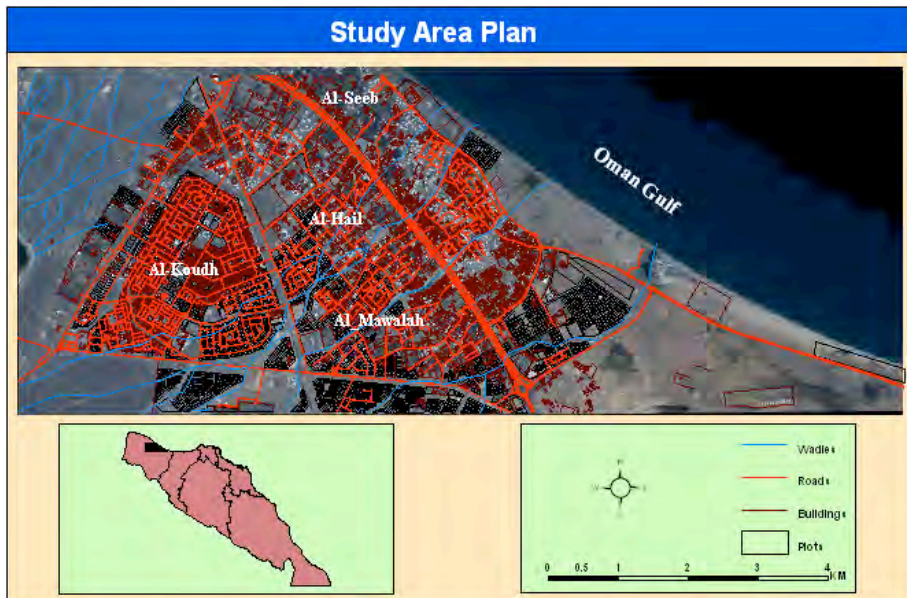 Study Area Plan
Al-Seeb
Oman Gulf
Al-Hail
Al-Koudh
Al_Mawalah
Wadies
Roads
Buildings
Plots
0 0.5 1 2 3 4
KM